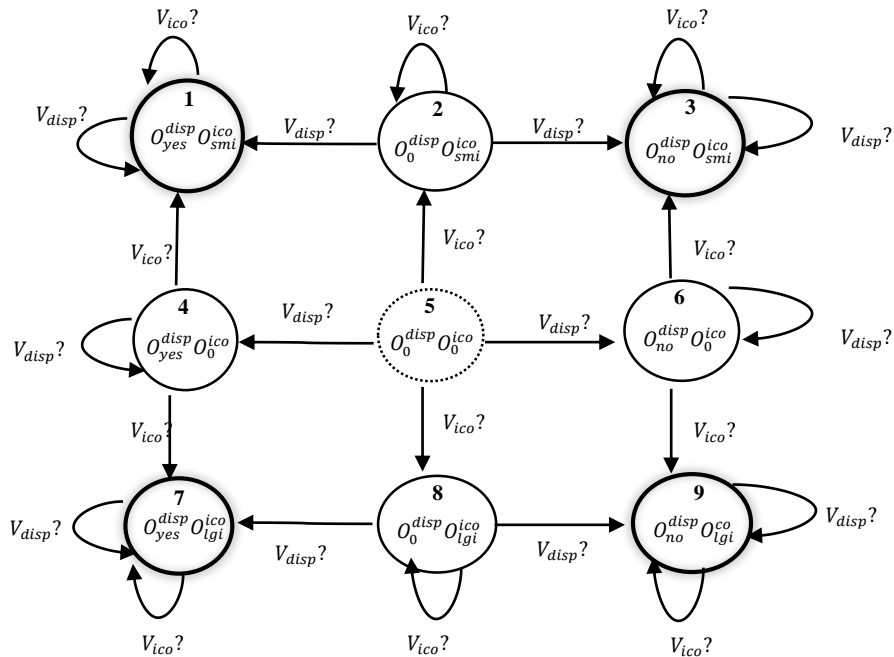 V_ico? V_ico? V_ico?
1 2 3
V_disp? V_disp? V_disp? V_disp?
O_yes^disp O_smi^ico O_0^disp O_smi^ico O_no^disp O_smi^ico
V_ico? V_ico? V_ico?
4 5 6
V_disp? V_disp?
V_disp? O_yes^disp O_0^ico O_0^disp O_0^ico O_no^disp O_0^ico V_disp?
V_ico? V_ico? V_ico?
7 8 9
V_disp? O_yes^disp O_lgi^ico O_0^disp O_lgi^ico O_no^disp O_lgi^co V_disp?
V_disp? V_disp?
V_ico? V_ico? V_ico?